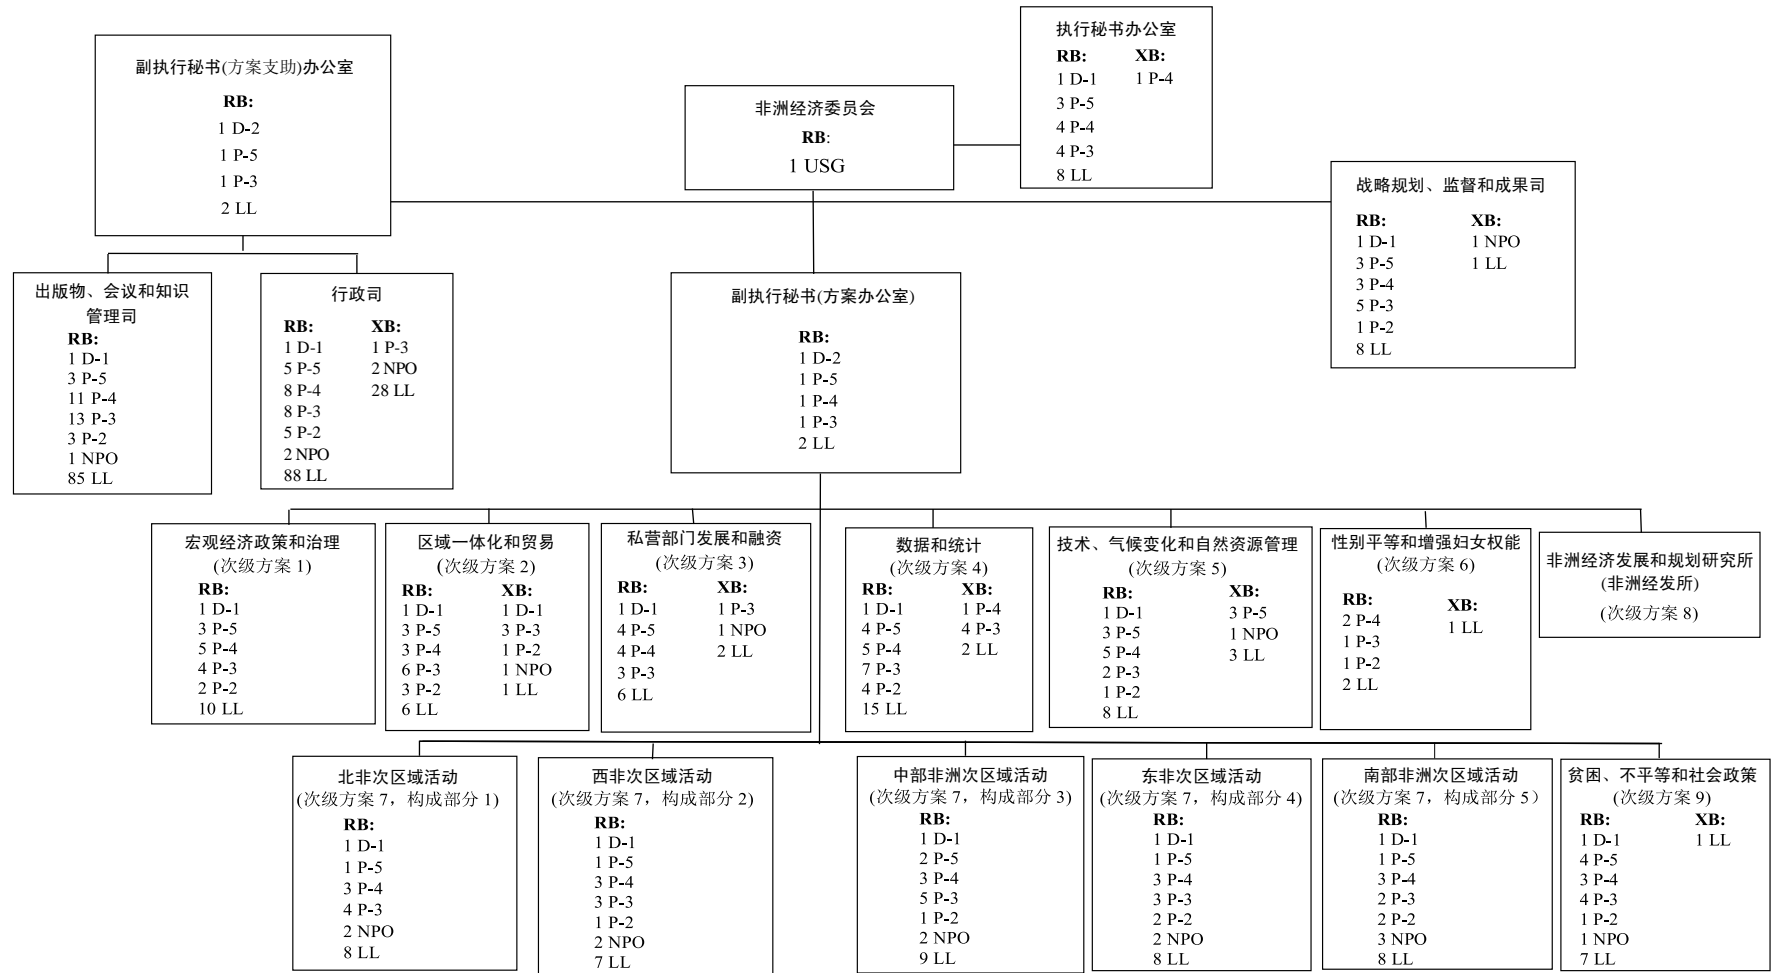 副执行秘书(方案支助)办公室
RB:
1 D-2
1 P-5
1 P-3
2 LL
非洲经济委员会
RB:
1 USG
执行秘书办公室
RB: XB:
1 D-1 1 P-4
3 P-5
4 P-4
4 P-3
8 LL
战略规划、监督和成果司
RB: XB:
1 D-1 1 NPO
3 P-5 1 LL
3 P-4
5 P-3
1 P-2
8 LL
出版物、会议和知识
管理司
RB:
1 D-1
3 P-5
11 P-4
13 P-3
3 P-2
1 NPO
85 LL
行政司
RB: XB:
1 D-1 1 P-3
5 P-5 2 NPO
8 P-4 28 LL
8 P-3
5 P-2
2 NPO
88 LL
副执行秘书(方案办公室)
RB:
1 D-2
1 P-5
1 P-4
1 P-3
2 LL
宏观经济政策和治理
(次级方案 1)
RB:
1 D-1
3 P-5
5 P-4
4 P-3
2 P-2
10 LL
区域一体化和贸易
(次级方案 2)
RB: XB:
1 D-1 1 D-1
3 P-5 3 P-3
3 P-4 1 P-2
6 P-3 1 NPO
3 P-2 1 LL
6 LL
私营部门发展和融资
(次级方案 3)
RB: XB:
1 D-1 1 P-3
4 P-5 1 NPO
4 P-4 2 LL
3 P-3
6 LL
数据和统计
(次级方案 4)
RB: XB:
1 D-1 1 P-4
4 P-5 4 P-3
5 P-4 2 LL
7 P-3
4 P-2
15 LL
技术、气候变化和自然资源管理
(次级方案 5)
RB: XB:
1 D-1 3 P-5
3 P-5 1 NPO
5 P-4 3 LL
2 P-3
1 P-2
8 LL
性别平等和增强妇女权能
(次级方案 6)
RB: XB:
2 P-4 1 LL
1 P-3
1 P-2
2 LL
非洲经济发展和规划研究所
(非洲经发所)
(次级方案 8)
北非次区域活动
(次级方案 7，构成部分 1)
RB:
1 D-1
1 P-5
3 P-4
4 P-3
2 NPO
8 LL
西非次区域活动
(次级方案 7，构成部分 2)
RB:
1 D-1
1 P-5
3 P-4
3 P-3
1 P-2
2 NPO
7 LL
中部非洲次区域活动
(次级方案 7，构成部分 3)
RB:
1 D-1
2 P-5
3 P-4
5 P-3
1 P-2
2 NPO
9 LL
东非次区域活动
(次级方案 7，构成部分 4)
RB:
1 D-1
1 P-5
3 P-4
3 P-3
2 P-2
2 NPO
8 LL
南部非洲次区域活动
(次级方案 7，构成部分 5）
RB:
1 D-1
1 P-5
3 P-4
2 P-3
2 P-2
3 NPO
8 LL
贫困、不平等和社会政策
(次级方案 9)
RB: XB:
1 D-1 1 LL
4 P-5
3 P-4
4 P-3
1 P-2
1 NPO
7 LL